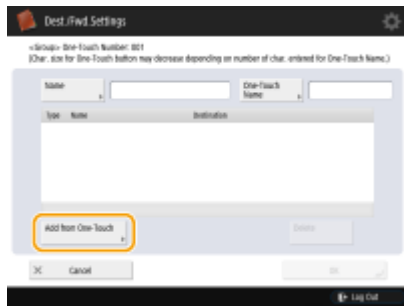 Dest./Fwd. Settings
<Group> One-Touch Number: 001
(Char. size for One-Touch button may decrease depending on number of char. entered for One-Touch Name.)
Name
One-Touch Name
Type Name Destination
Add from One-Touch
Delete
Cancel
OK
Log Out